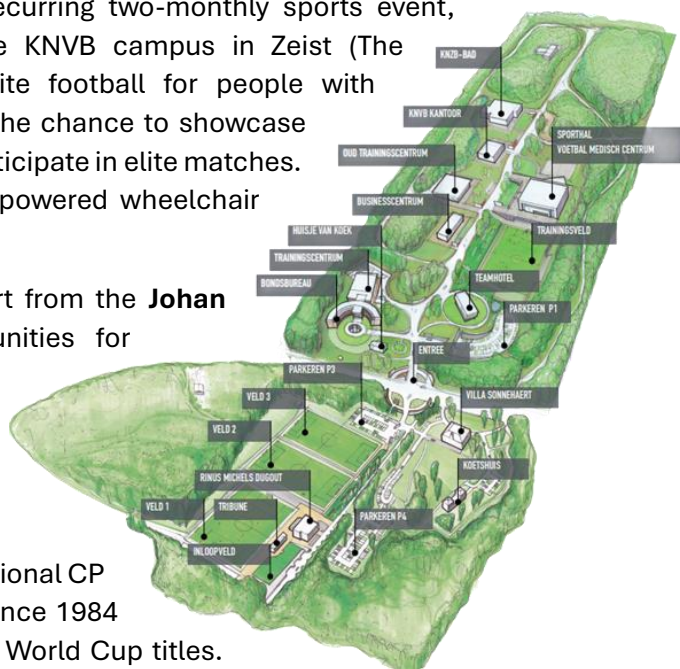 recurring two-monthly sports event,
e KNVB campus in Zeist (The
ite football for people with
he chance to showcase
ticipate in elite matches.
powered wheelchair
rt from the Johan
unities for
ional CP
nce 1984
World Cup titles.
KNZB-BAD
KNVB KANTOOR
SPORTHAL
VOETBAL MEDISCH CENTRUM
OUD TRAININGSCENTRUM
BUSINESSCENTRUM
HUISJE VAN KOEK
TRAININGSVELD
TRAININGSCENTRUM
TEAMHOTEL
BONDSBUREAU
PARKEREN P1
ENTREE
PARKEREN P3
VILLA SONNEHAERT
VELD 3
VELD 2
KOETSHUIS
RINUS MICHELS DUGOUT
VELD 1
TRIBUNE
PARKEREN P4
INLOOPVELD